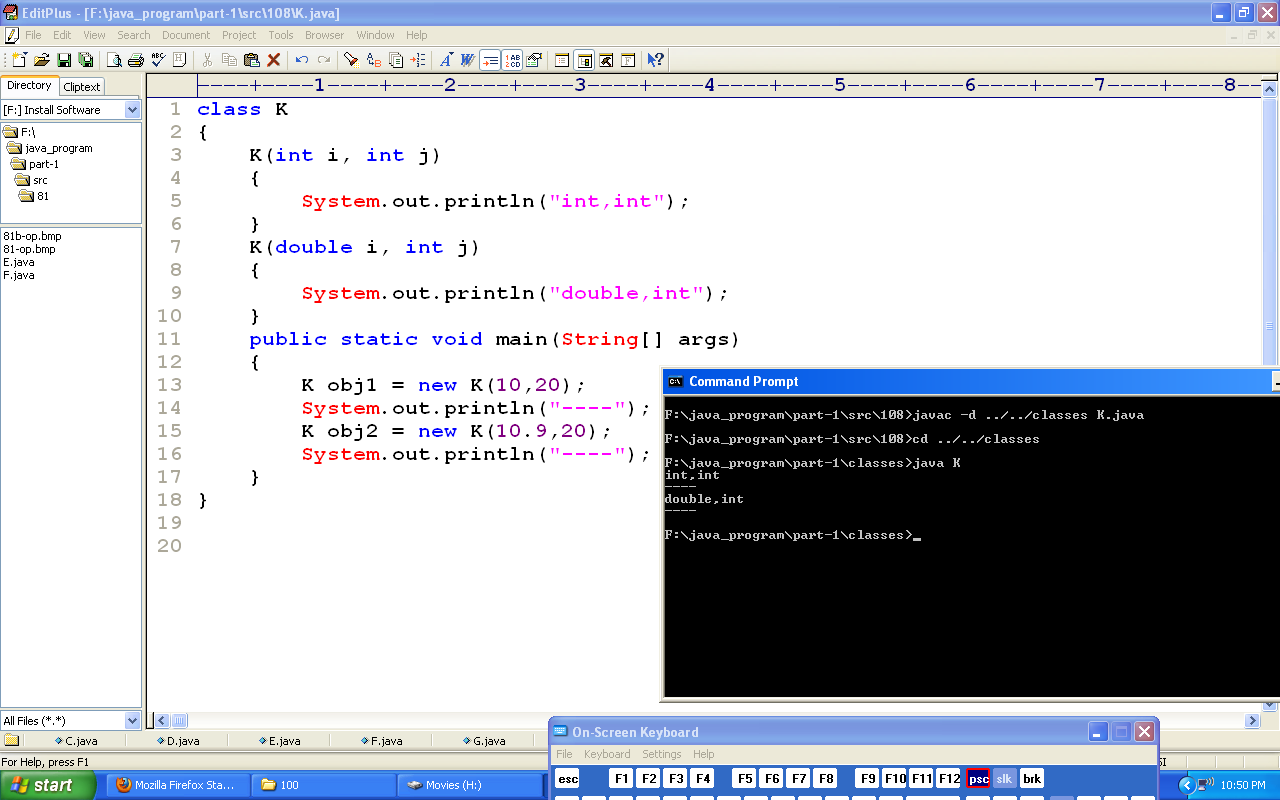 EditPlus - [F:\java_program\part-1\src\108\K.java]
File Edit View Search Document Project Tools Browser Window Help
Directory Cliptext
----+----1----+----2----+----3----+----4----+----5----+----6----+----7----+----8--
[F:] Install Software
F:\
java_program
part-1
src
81
81b-op.bmp
81-op.bmp
E.java
F.java
All Files (*.*)
1 class K
2 {
3 K(int i, int j)
4 {
5 System.out.println("int,int");
6 }
7 K(double i, int j)
8 {
9 System.out.println("double,int");
10 }
11 public static void main(String[] args)
12 {
13 K obj1 = new K(10,20);
14 System.out.println("----");
15 K obj2 = new K(10.9,20);
16 System.out.println("----");
17 }
18 }
19
20
Command Prompt
F:\java_program\part-1\src\108>javac -d ../../classes K.java
F:\java_program\part-1\src\108>cd ../../classes
F:\java_program\part-1\classes>java K
int,int
----
double,int
----
F:\java_program\part-1\classes>_
C.java D.java E.java F.java G.java
For Help, press F1
On-Screen Keyboard
File Keyboard Settings Help
esc F1 F2 F3 F4 F5 F6 F7 F8 F9 F10 F11 F12 psc slk brk
start Mozilla Firefox Sta... 100 Movies (H:) 10:50 PM